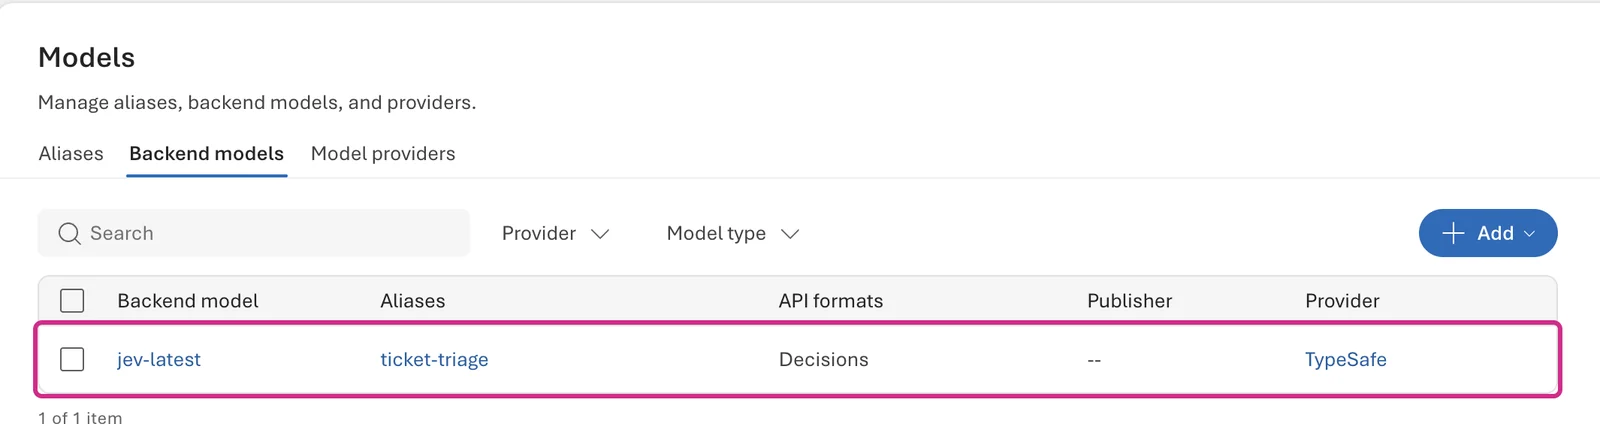 Models
Manage aliases, backend models, and providers.
Aliases Backend models Model providers
Search Provider Model type Add
Backend model Aliases API formats Publisher Provider
jev-latest ticket-triage Decisions -- TypeSafe
1 of 1 item